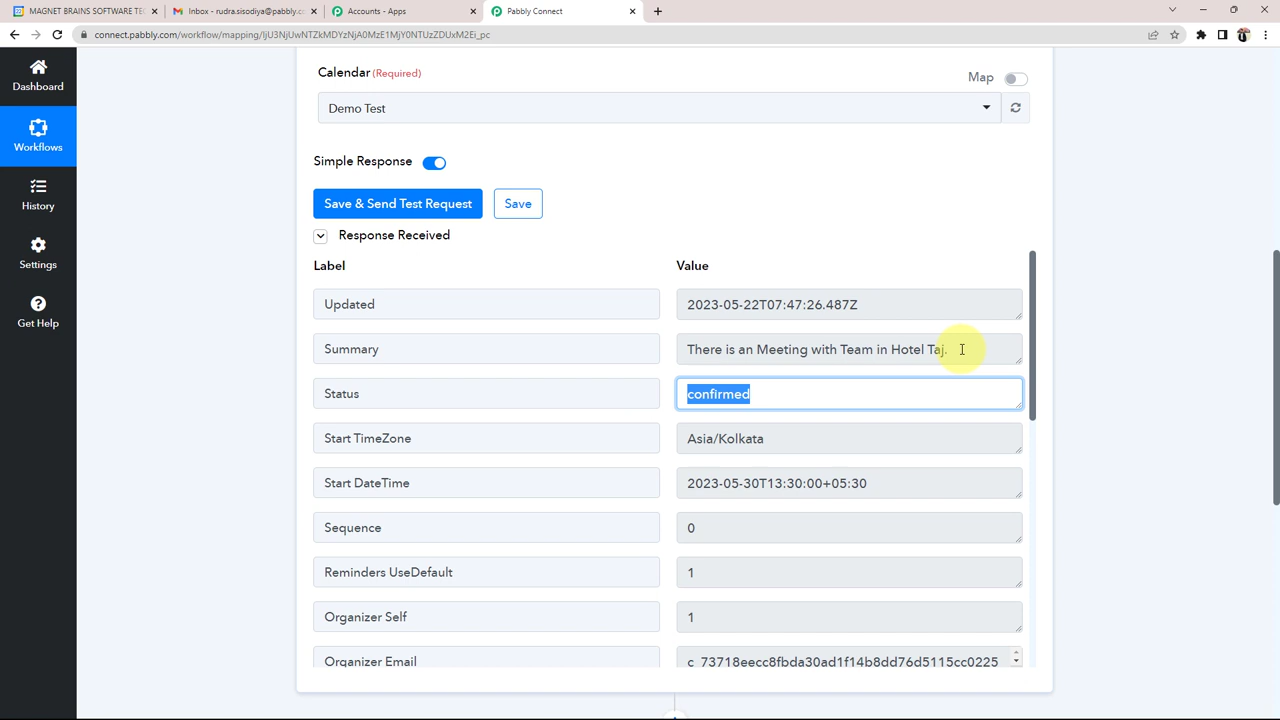 MAGNET BRAINS SOFTWARE TEC
Inbox - rudra.sisodiya@pabbly.c
Accounts - Apps
Pabbly Connect
connect.pabbly.com/workflow/mapping/
Dashboard
Workflows
History
Settings
Get Help
Calendar (Required)
Map
Demo Test
Simple Response
Save & Send Test Request
Save
Response Received
Label
Value
Updated
2023-05-22T07:47:26.487Z
Summary
There is an Meeting with Team in Hotel Taj.
Status
confirmed
Start TimeZone
Asia/Kolkata
Start DateTime
2023-05-30T13:30:00+05:30
Sequence
0
Reminders UseDefault
1
Organizer Self
1
Organizer Email
c_73718eecc8fbda30ad1f14b8dd76d5115cc0225